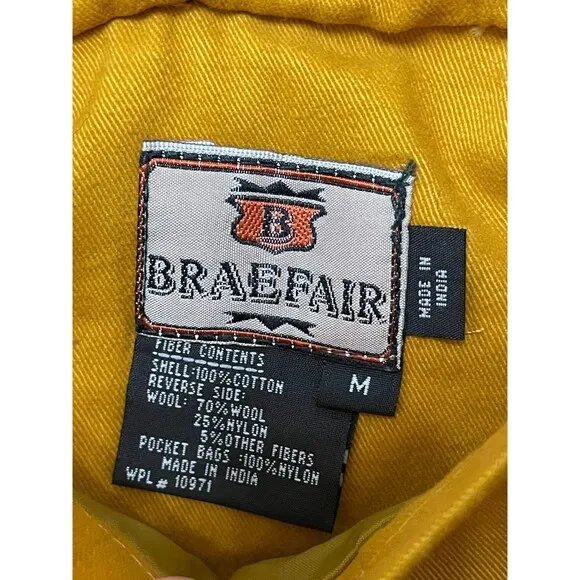 B
BRAEFAIR
MADE IN
INDIA
M
FIBER CONTENTS
SHELL:100%COTTON
REVERSE SIDE:
WOOL: 70%WOOL
25%NYLON
5%OTHER FIBERS
POCKET BAGS :100%NYLON
MADE IN INDIA
WPL# 10971